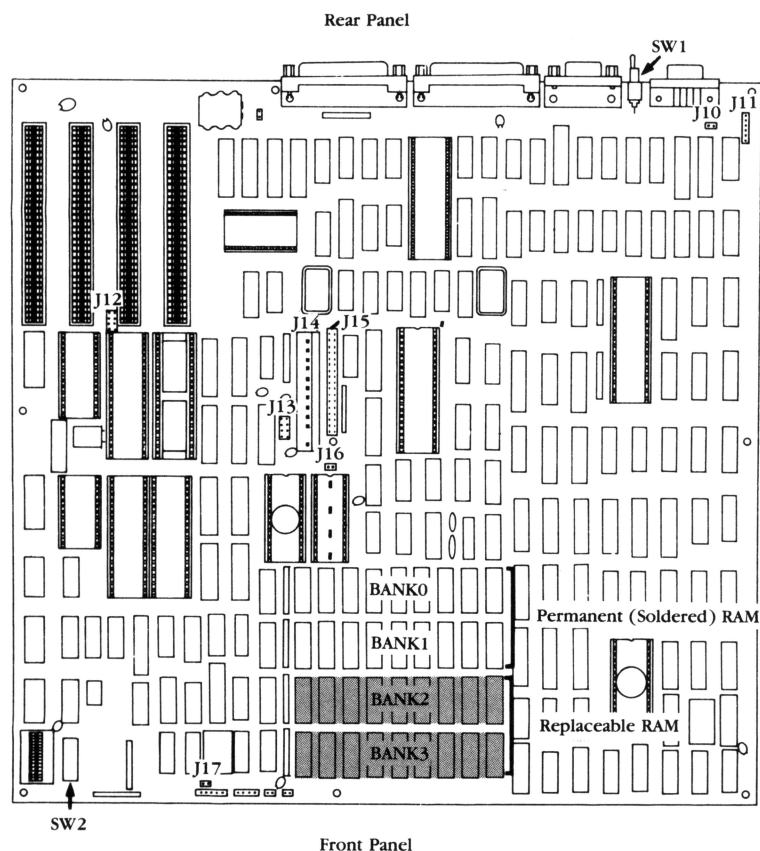 Rear Panel
SW1
J11
J10
J12
J14
J15
J13
J16
BANK0
Permanent (Soldered) RAM
BANK1
BANK2
Replaceable RAM
BANK3
J17
SW2
Front Panel